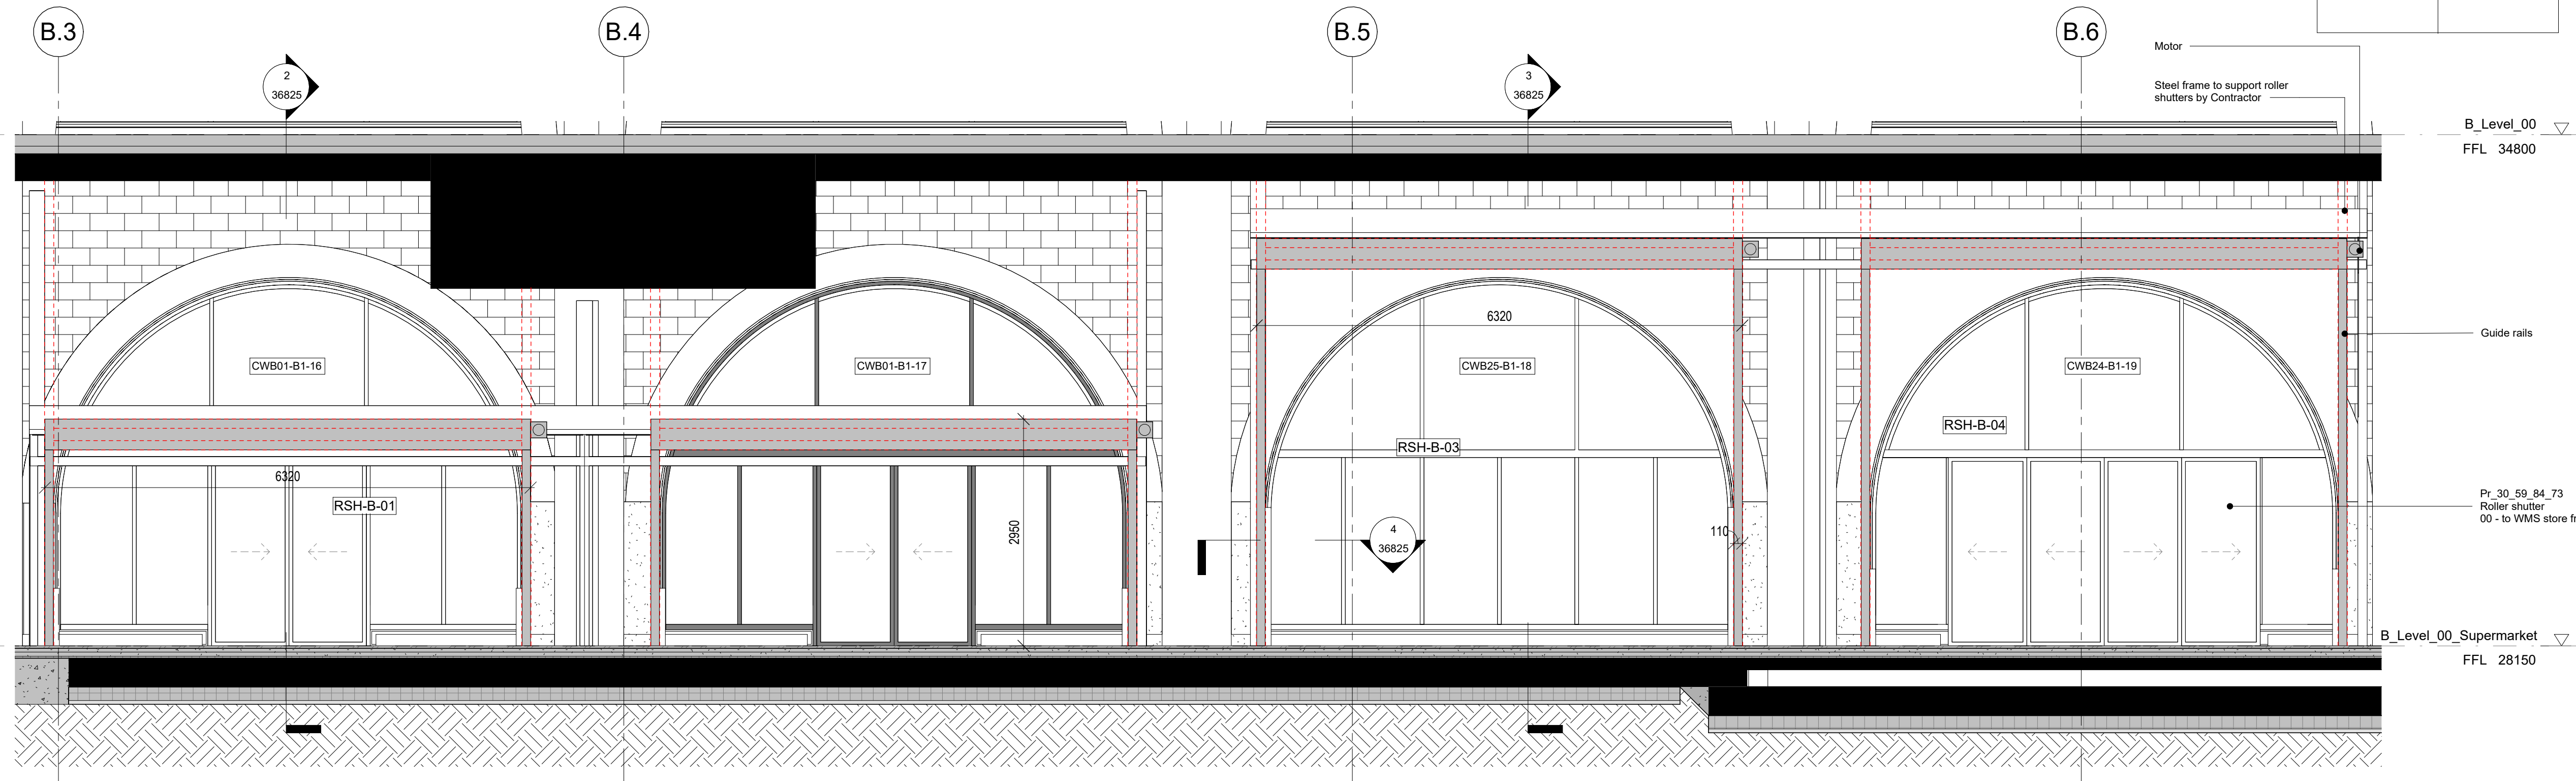 B.3
B.4
B.5
B.6
2
36825
3
36825
Motor
Steel frame to support roller
shutters by Contractor
B_Level_00
FFL 34800
6320
Guide rails
CWB01-B1-16
CWB01-B1-17
CWB25-B1-18
CWB24-B1-19
RSH-B-04
RSH-B-03
6320
RSH-B-01
2950
110
4
36825
Pr_30_59_84_73
Roller shutter
00 - to WMS store
B_Level_00_Supermarket
FFL 28150